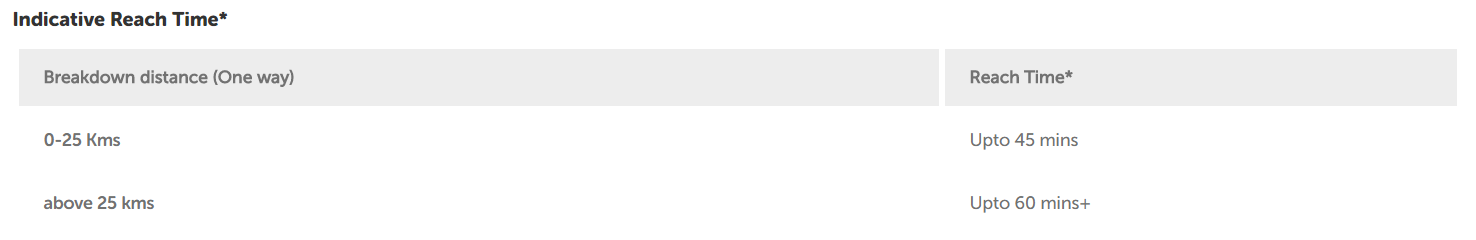 Indicative Reach Time*
Breakdown distance (One way) Reach Time*
0-25 Kms Upto 45 mins
above 25 kms Upto 60 mins+